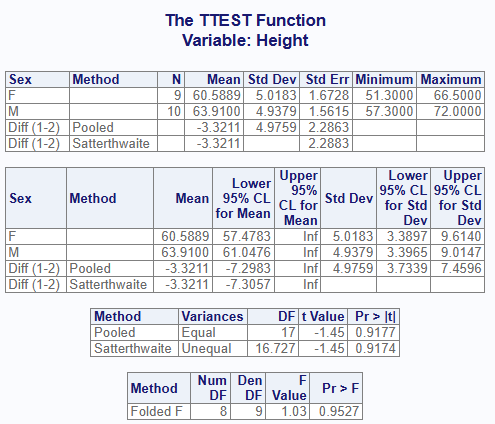 The TTEST Function
Variable: Height
Sex Method N Mean Std Dev Std Err Minimum Maximum
F 9 60.5889 5.0183 1.6728 51.3000 66.5000
M 10 63.9100 4.9379 1.5615 57.3000 72.0000
Diff (1-2) Pooled -3.3211 4.9759 2.2863
Diff (1-2) Satterthwaite -3.3211 2.2883
Sex Method Mean Lower 95% CL for Mean Upper 95% CL for Mean Std Dev Lower 95% CL for Std Dev Upper 95% CL for Std Dev
F 60.5889 57.4783 Inf 5.0183 3.3897 9.6140
M 63.9100 61.0476 Inf 4.9379 3.3965 9.0147
Diff (1-2) Pooled -3.3211 -7.2983 Inf 4.9759 3.7339 7.4596
Diff (1-2) Satterthwaite -3.3211 -7.3057 Inf
Method Variances DF t Value Pr > |t|
Pooled Equal 17 -1.45 0.9177
Satterthwaite Unequal 16.727 -1.45 0.9174
Method Num DF Den DF F Value Pr > F
Folded F 8 9 1.03 0.9527